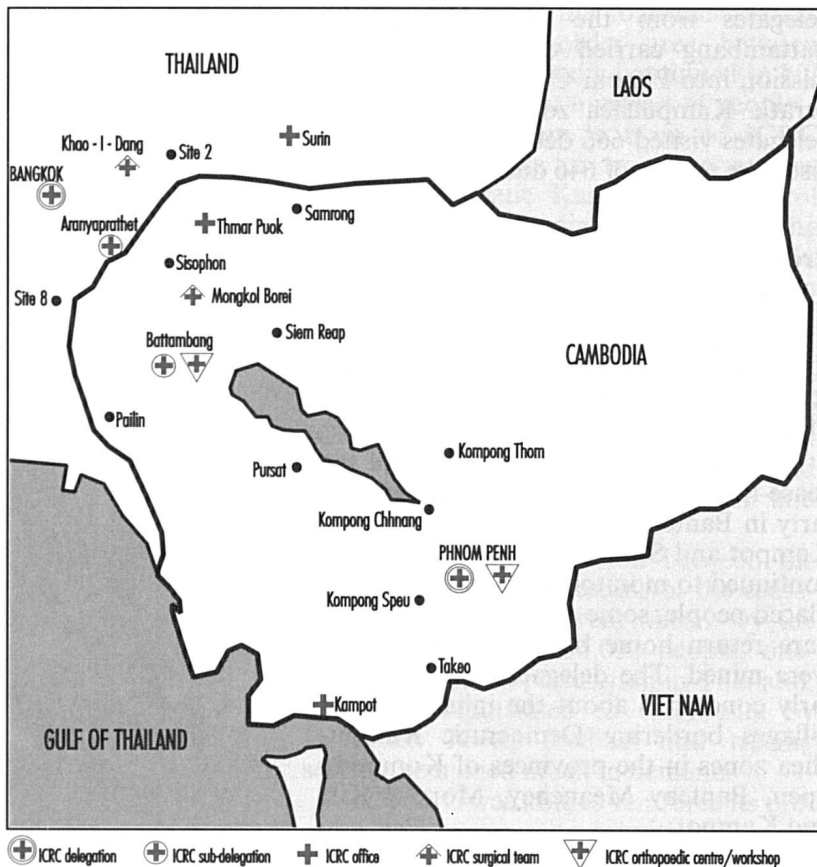 THAILAND
LAOS
Khao - I - Dang
Site 2
Surin
BANGKOK
Aranyaprathet
Thmar Puok
Samrong
Sisophon
Site 8
Mongkol Borei
Battambang
Siem Reap
CAMBODIA
Pailin
Kompong Thom
Pursat
Kompong Chhnang
PHNOM PENH
Kompong Speu
Takeo
Kampot
VIET NAM
GULF OF THAILAND
ICRC delegation ICRC sub-delegation ICRC office ICRC surgical team ICRC orthopaedic centre/workshop